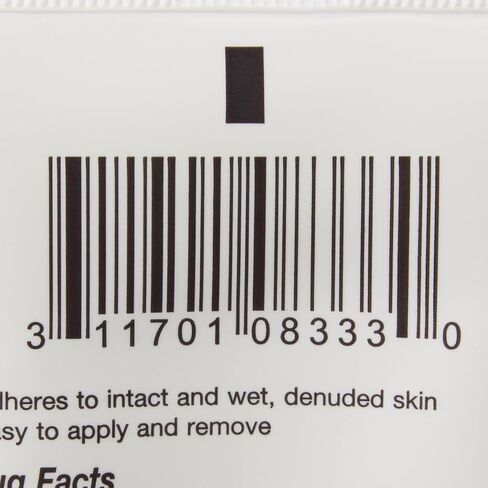 3 11701 08333 0
dheres to intact and wet, denuded skin
asy to apply and remove
ug Facts